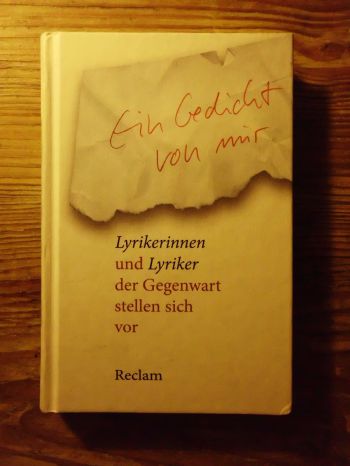 Ein Gedicht
von mir
Lyrikerinnen
und Lyriker
der Gegenwart
stellen sich
vor
Reclam